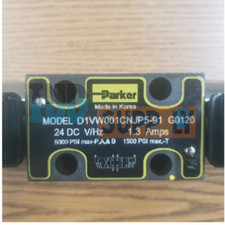 Parker
Made in Korea
MODEL D1VW001CNJP5-91 G0120
24 DC V/Hz 1.3 Amps
5000 PSI max-P,A,& B 1500 PSI max,-T
SUPPLY